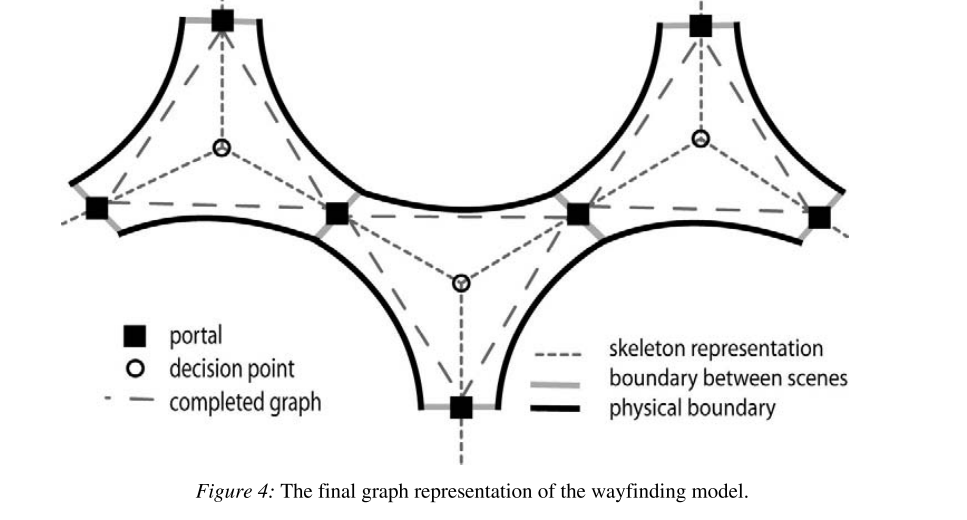 portal
decision point
completed graph
skeleton representation
boundary between scenes
physical boundary
Figure 4: The final graph representation of the wayfinding model.